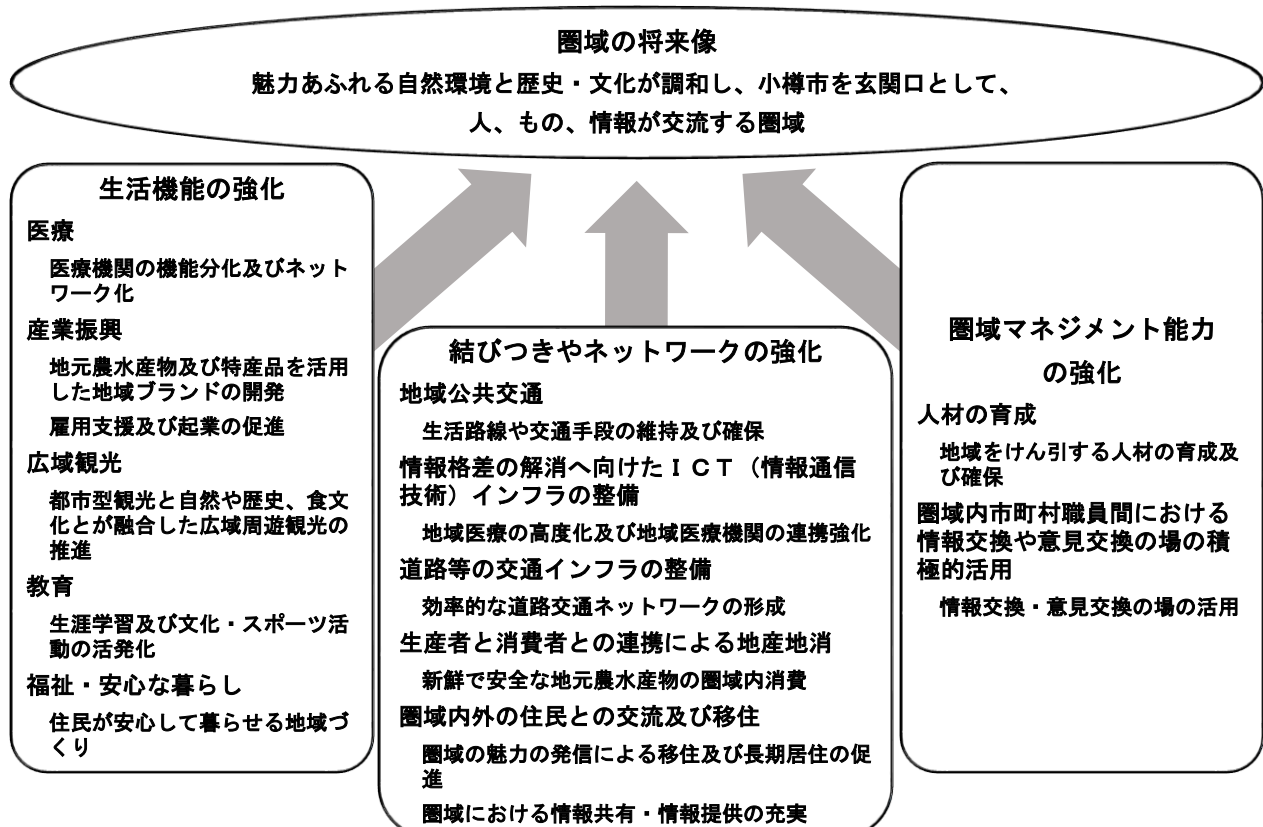 圏域の将来像
魅力あふれる自然環境と歴史・文化が調和し、小樽市を玄関口として、
人、もの、情報が交流する圏域
生活機能の強化
医療
医療機関の機能分化及びネット
ワーク化
産業振興
地元農水産物及び特産品を活用
した地域ブランドの開発
雇用支援及び起業の促進
広域観光
都市型観光と自然や歴史、食文
化とが融合した広域周遊観光の
推進
教育
生涯学習及び文化・スポーツ活
動の活発化
福祉・安心な暮らし
住民が安心して暮らせる地域づ
くり
結びつきやネットワークの強化
地域公共交通
生活路線や交通手段の維持及び確保
情報格差の解消へ向けたＩＣＴ（情報通信
技術）インフラの整備
地域医療の高度化及び地域医療機関の連携強化
道路等の交通インフラの整備
効率的な道路交通ネットワークの形成
生産者と消費者との連携による地産地消
新鮮で安全な地元農水産物の圏域内消費
圏域内外の住民との交流及び移住
圏域の魅力の発信による移住及び長期居住の促
進
圏域における情報共有・情報提供の充実
圏域マネジメント能力
の強化
人材の育成
地域をけん引する人材の育成及
び確保
圏域内市町村職員間における
情報交換や意見交換の場の積
極的活用
情報交換・意見交換の場の活用